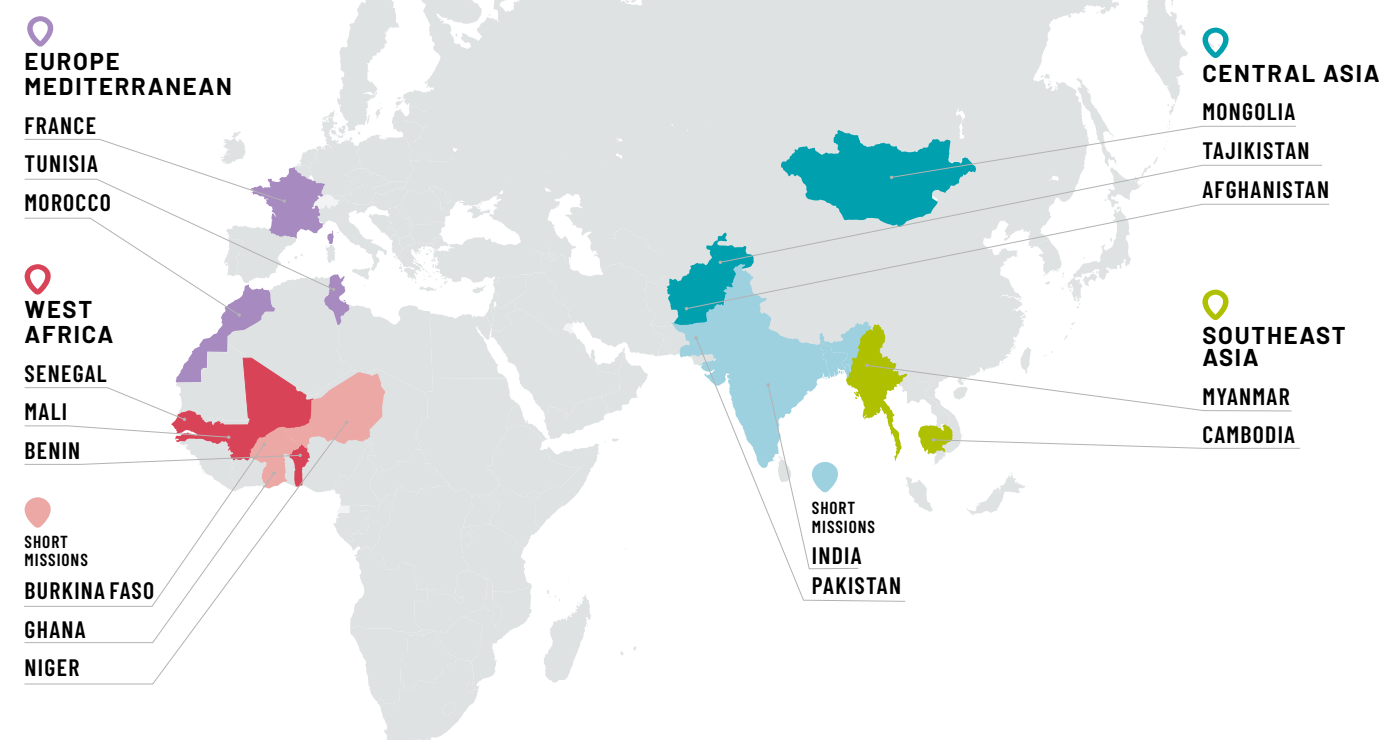 EUROPE
MEDITERRANEAN
FRANCE
TUNISIA
MOROCCO
WEST
AFRICA
SENEGAL
MALI
BENIN
SHORT
MISSIONS
BURKINA FASO
GHANA
NIGER
SHORT
MISSIONS
INDIA
PAKISTAN
CENTRAL ASIA
MONGOLIA
TAJIKISTAN
AFGHANISTAN
SOUTHEAST
ASIA
MYANMAR
CAMBODIA